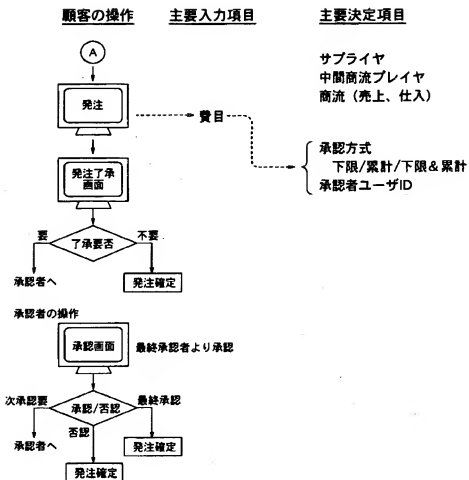 顧客の操作 主要入力項目 主要決定項目
A
サプライヤ
中間商流プレイヤ
商流（売上、仕入）
発注
費目
承認方式
下限/累計/下限＆累計
承認者ユーザID
発注了承
画面
要 了承要否 不要
承認者へ 発注確定
承認者の操作
承認画面 最終承認者より承認
次承認要 承認/否認 最終承認
承認者へ 否認 発注確定
発注確定